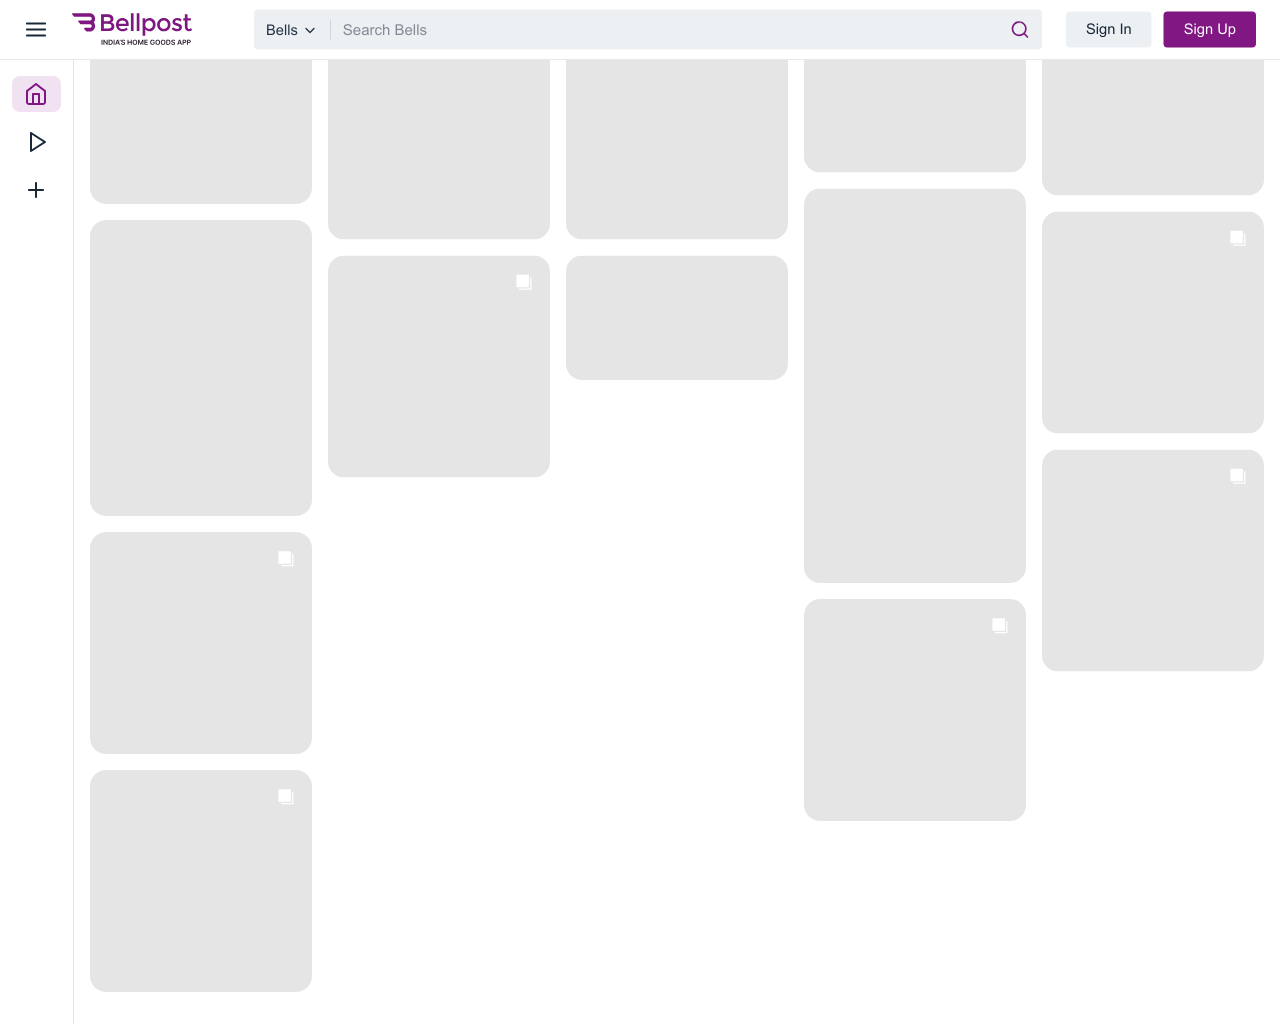 Bellpost
INDIA'S HOME GOODS APP
Bells
Search Bells
Sign In
Sign Up